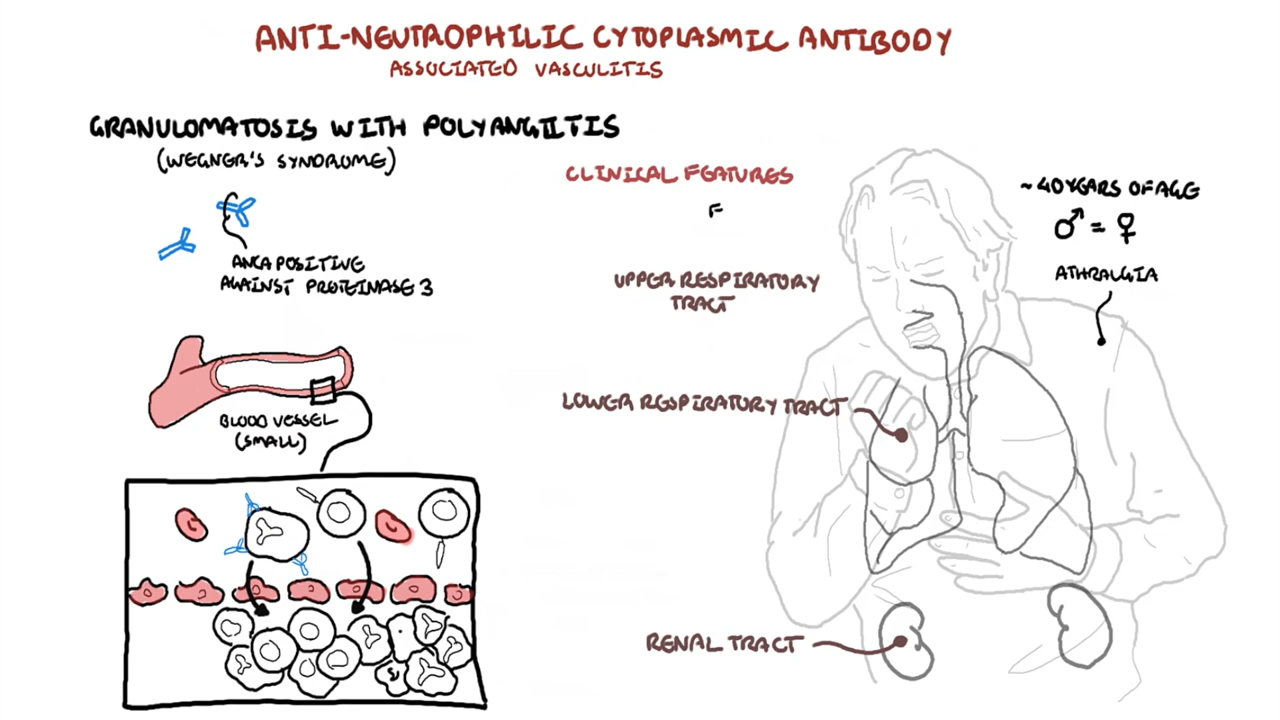 ANTI-NEUTROPHILIC CYTOPLASMIC ANTIBODY
ASSOCIATED VASCULITIS
GRANULOMATOSIS WITH POLYANGIITIS
(WEGNER'S SYNDROME)
ANCA POSITIVE
AGAINST PROTEINASE 3
BLOOD VESSEL
(SMALL)
CLINICAL FEATURES
F
UPPER RESPIRATORY
TRACT
LOWER RESPIRATORY TRACT
RENAL TRACT
~40 YEARS OF AGE
♂ = ♀
ATHRALGIA